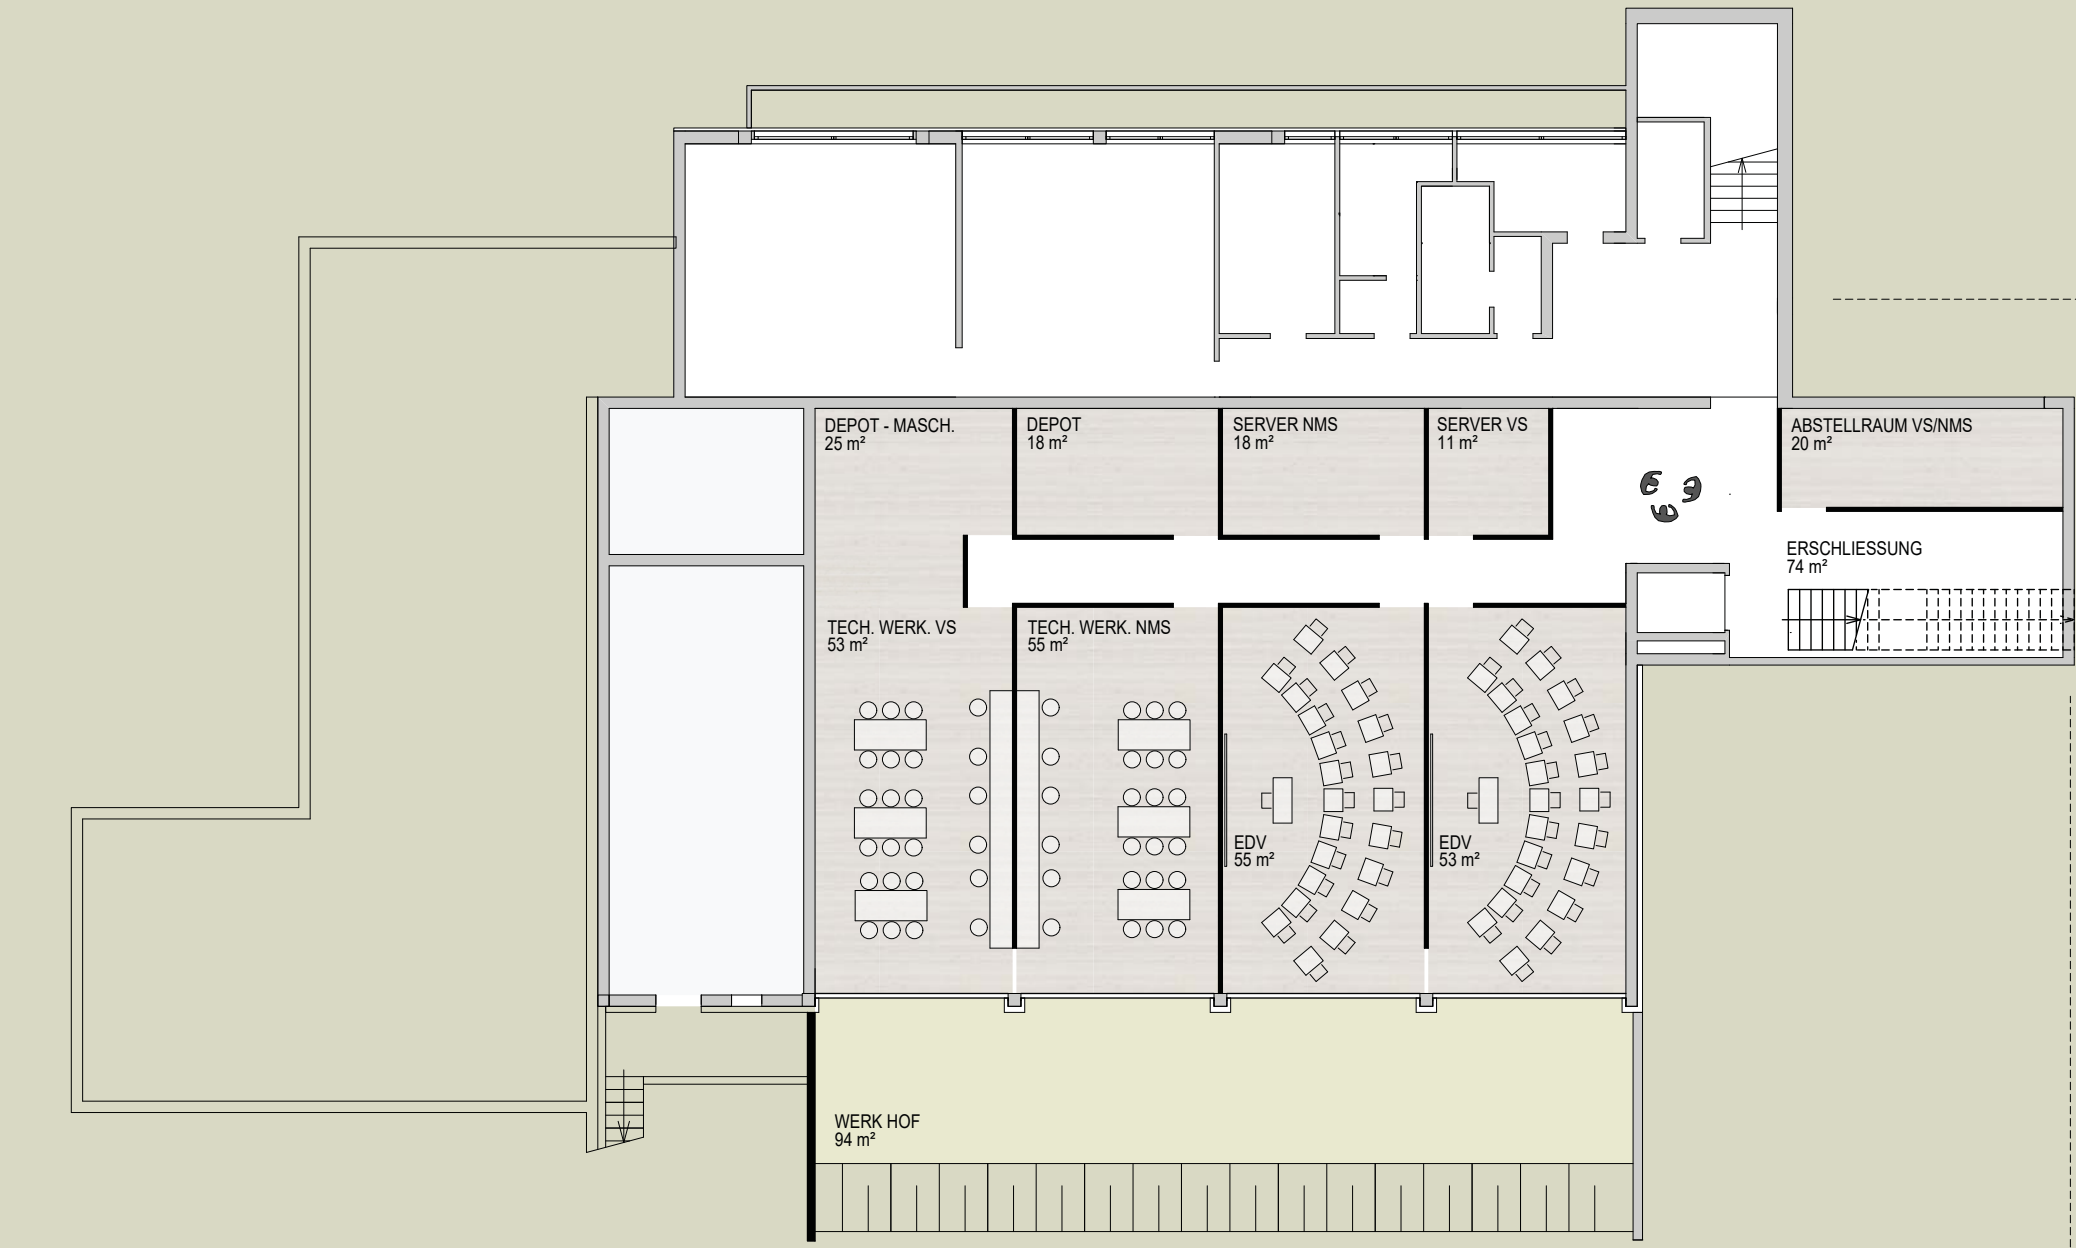 DEPOT - MASCH.
25 m²
DEPOT
18 m²
SERVER NMS
18 m²
SERVER VS
11 m²
ABSTELLRAUM VS/NMS
20 m²
ERSCHLIESSUNG
74 m²
TECH. WERK. VS
53 m²
TECH. WERK. NMS
55 m²
EDV
55 m²
EDV
53 m²
WERK HOF
94 m²